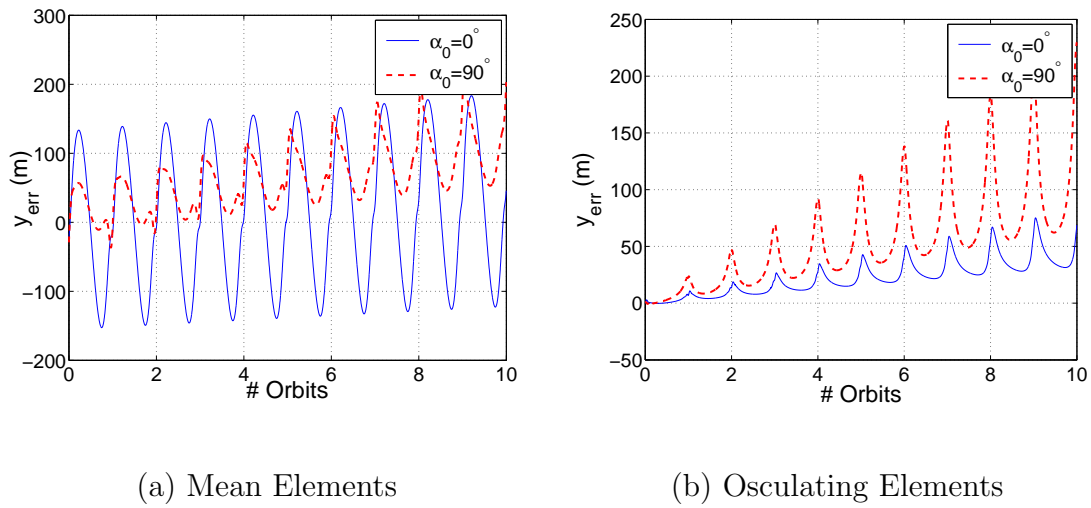 300
200
100
0
−100
−200
y_err (m)
0 2 4 6 8 10
# Orbits
α_0=0°
α_0=90°
(a) Mean Elements
250
200
150
100
50
0
−50
y_err (m)
0 2 4 6 8 10
# Orbits
α_0=0°
α_0=90°
(b) Osculating Elements